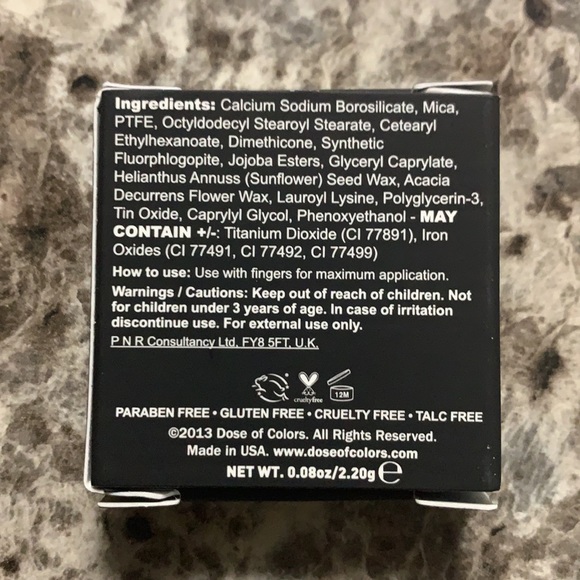 Ingredients: Calcium Sodium Borosilicate, Mica,
PTFE, Octyldodecyl Stearoyl Stearate, Cetearyl
Ethylhexanoate, Dimethicone, Synthetic
Fluorphlogopite, Jojoba Esters, Glyceryl Caprylate,
Helianthus Annuss (Sunflower) Seed Wax, Acacia
Decurrens Flower Wax, Lauroyl Lysine, Polyglycerin-3,
Tin Oxide, Caprylyl Glycol, Phenoxyethanol - MAY
CONTAIN +/-: Titanium Dioxide (CI 77891), Iron
Oxides (CI 77491, CI 77492, CI 77499)
How to use: Use with fingers for maximum application.
Warnings / Cautions: Keep out of reach of children. Not
for children under 3 years of age. In case of irritation
discontinue use. For external use only.
P N R Consultancy Ltd, FY8 5FT, U.K.
crueltyfree
12M
PARABEN FREE • GLUTEN FREE • CRUELTY FREE • TALC FREE
©2013 Dose of Colors. All Rights Reserved.
Made in USA. www.doseofcolors.com
NET WT. 0.08oz/2.20g ℮